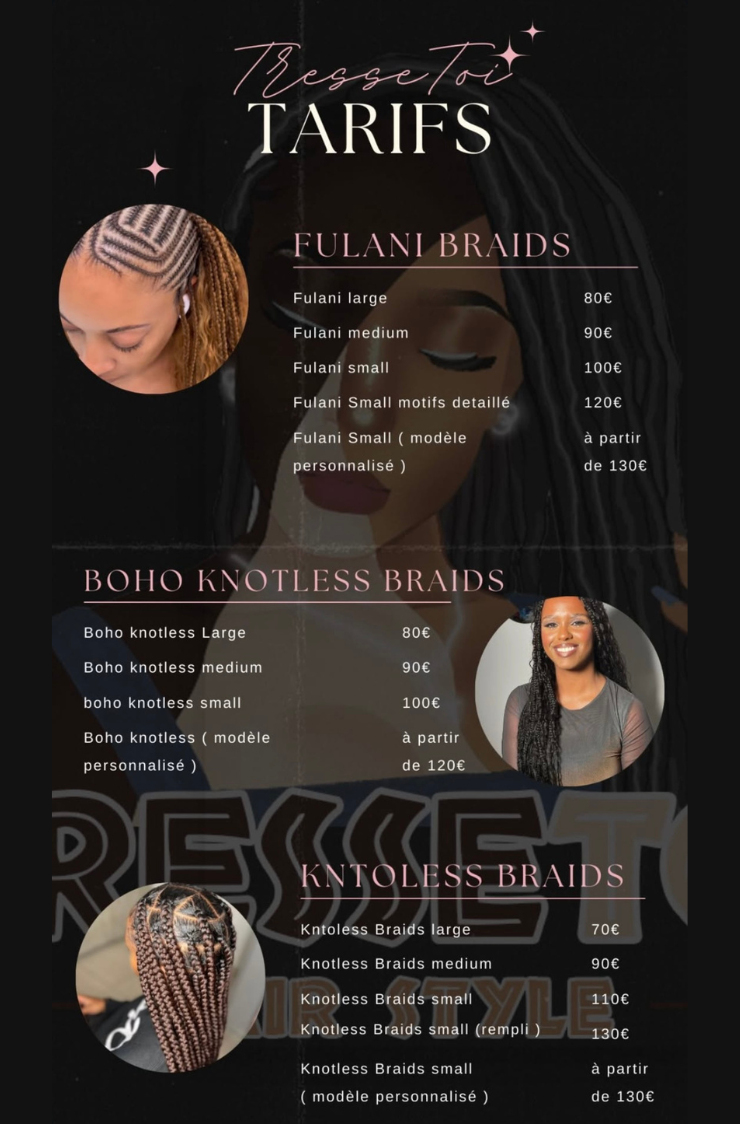 TresseToi
TARIFS
FULANI BRAIDS
Fulani large 80€
Fulani medium 90€
Fulani small 100€
Fulani Small motifs detaillé 120€
Fulani Small ( modèle à partir
personnalisé ) de 130€
BOHO KNOTLESS BRAIDS
Boho knotless Large 80€
Boho knotless medium 90€
boho knotless small 100€
Boho knotless ( modèle à partir
personnalisé ) de 120€
RESSETO
KNTOLESS BRAIDS
Kntoless Braids large 70€
Knotless Braids medium 90€
Knotless Braids small 110€
AIR STYLE
Knotless Braids small (rempli ) 130€
Knotless Braids small à partir
( modèle personnalisé ) de 130€